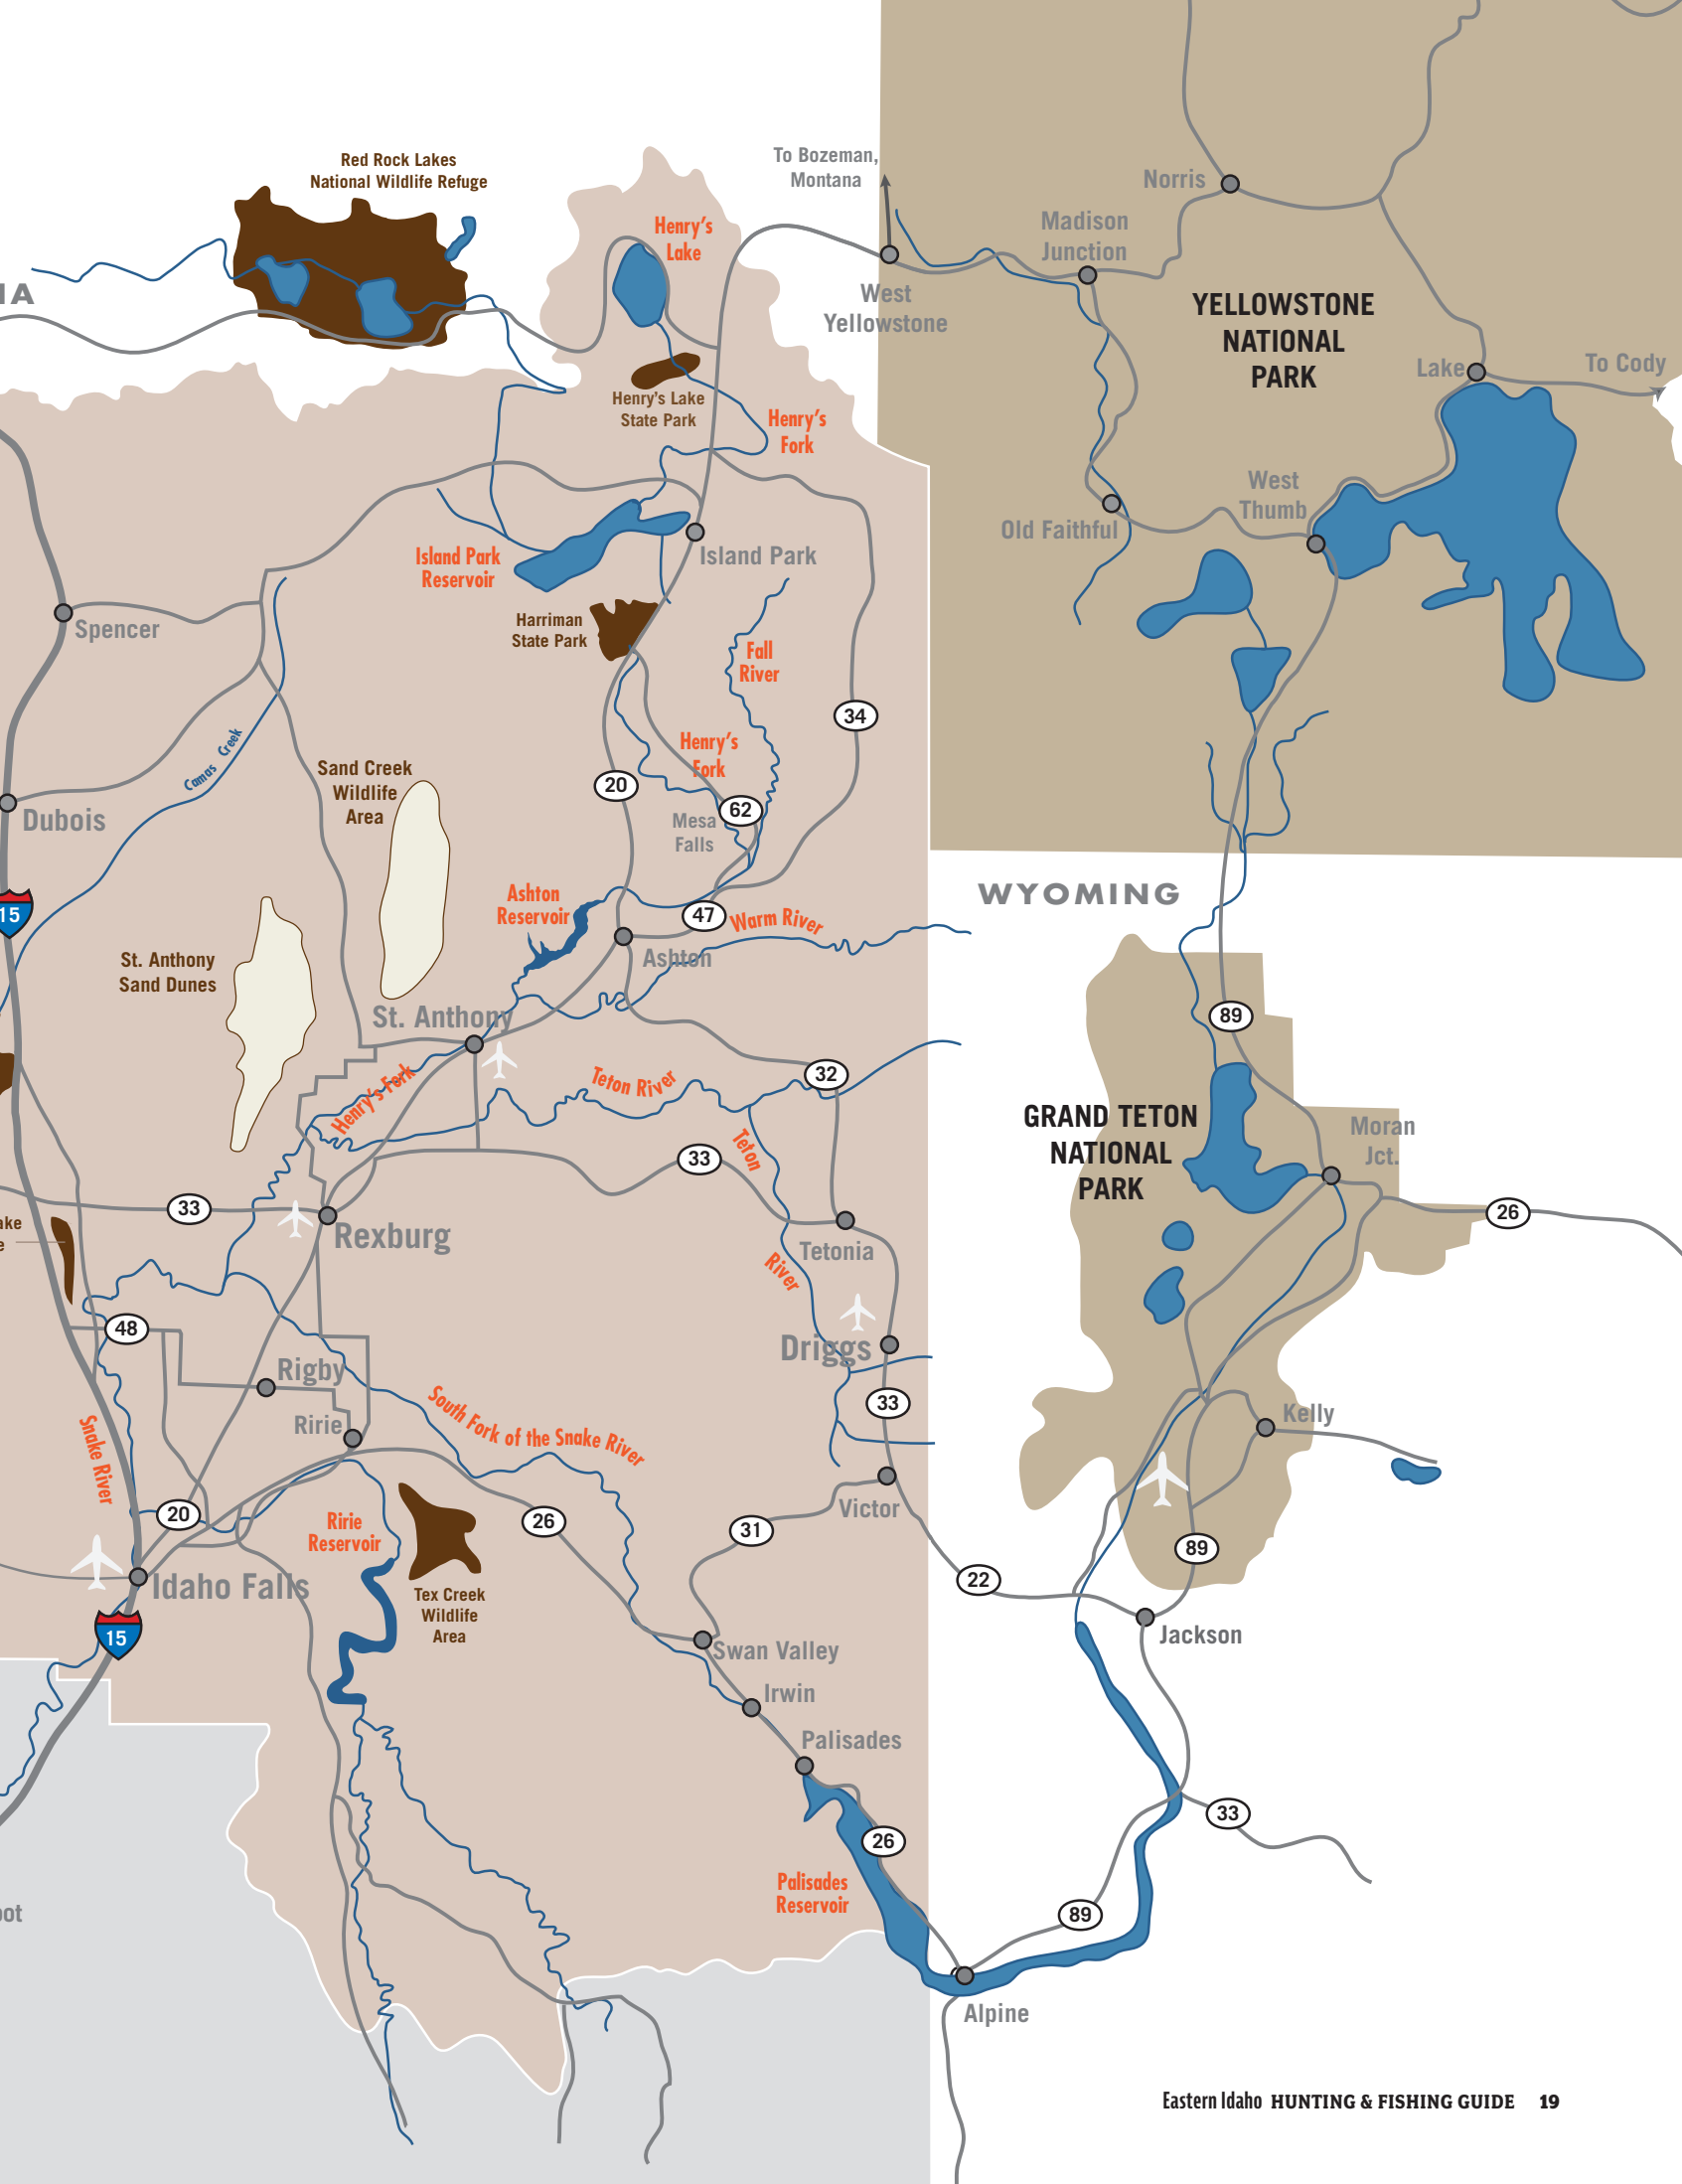 Red Rock Lakes
National Wildlife Refuge
To Bozeman,
Montana
Norris
Madison
Junction
Henry's
Lake
IA
West
Yellowstone
YELLOWSTONE
NATIONAL
PARK
Lake
To Cody
Henry's Lake
State Park
Henry's
Fork
West
Thumb
Old Faithful
Island Park
Reservoir
Island Park
Harriman
State Park
Spencer
Fall
River
34
Camas Creek
Henry's
Fork
Sand Creek
Wildlife
Area
20
62
Mesa
Falls
Dubois
WYOMING
Ashton
Reservoir
15
47
Warm River
Ashton
St. Anthony
Sand Dunes
St. Anthony
89
Henry's Fork
Teton River
32
GRAND TETON
NATIONAL
PARK
Moran
Jct.
Teton
River
33
33
26
ake
e
Rexburg
Tetonia
48
Driggs
Rigby
33
Ririe
South Fork of the Snake River
Kelly
Snake River
Victor
20
Ririe
Reservoir
26
31
89
22
Idaho Falls
Tex Creek
Wildlife
Area
15
Jackson
Swan Valley
Irwin
Palisades
33
26
Palisades
Reservoir
89
oot
Alpine
Eastern Idaho HUNTING & FISHING GUIDE 19